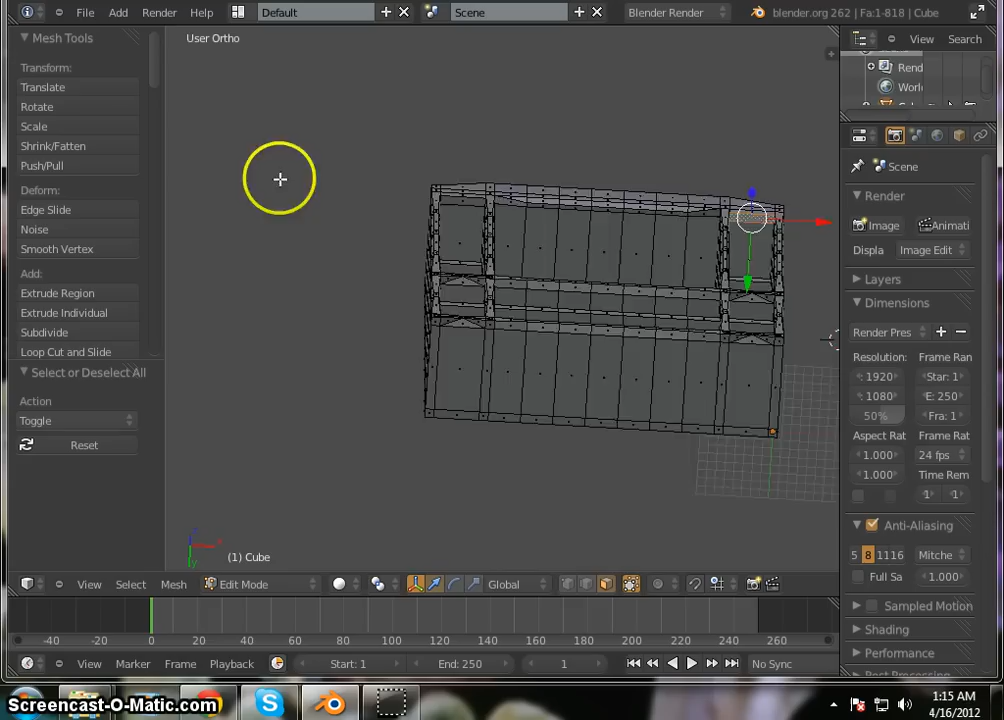 File Add Render Help Default Scene Blender Render blender.org 262 | Fa:1-818 | Cube
Mesh Tools
Transform:
Translate
Rotate
Scale
Shrink/Fatten
Push/Pull
Deform:
Edge Slide
Noise
Smooth Vertex
Add:
Extrude Region
Extrude Individual
Subdivide
Loop Cut and Slide
Select or Deselect All
Action
Toggle
Reset
User Ortho
(1) Cube
View Select Mesh Edit Mode Global
View Search
Rend
Worl
Scene
Render
Image Animati
Displa Image Edit
Layers
Dimensions
Render Pres
Resolution: Frame Ran
: 1920 Star: 1
: 1080 E: 250
50% Fra: 1
Aspect Rat Frame Rat
: 1.000 24 fps
: 1.000 Time Rem
1 1
Anti-Aliasing
5 8 11 16 Mitche
Full Sa 1.000
Sampled Motion
Shading
Performance
-40 -20 0 20 40 60 80 100 120 140 160 180 200 220 240 260
View Marker Frame Playback Start: 1 End: 250 1 No Sync
Screencast-O-Matic.com
1:15 AM
4/16/2012